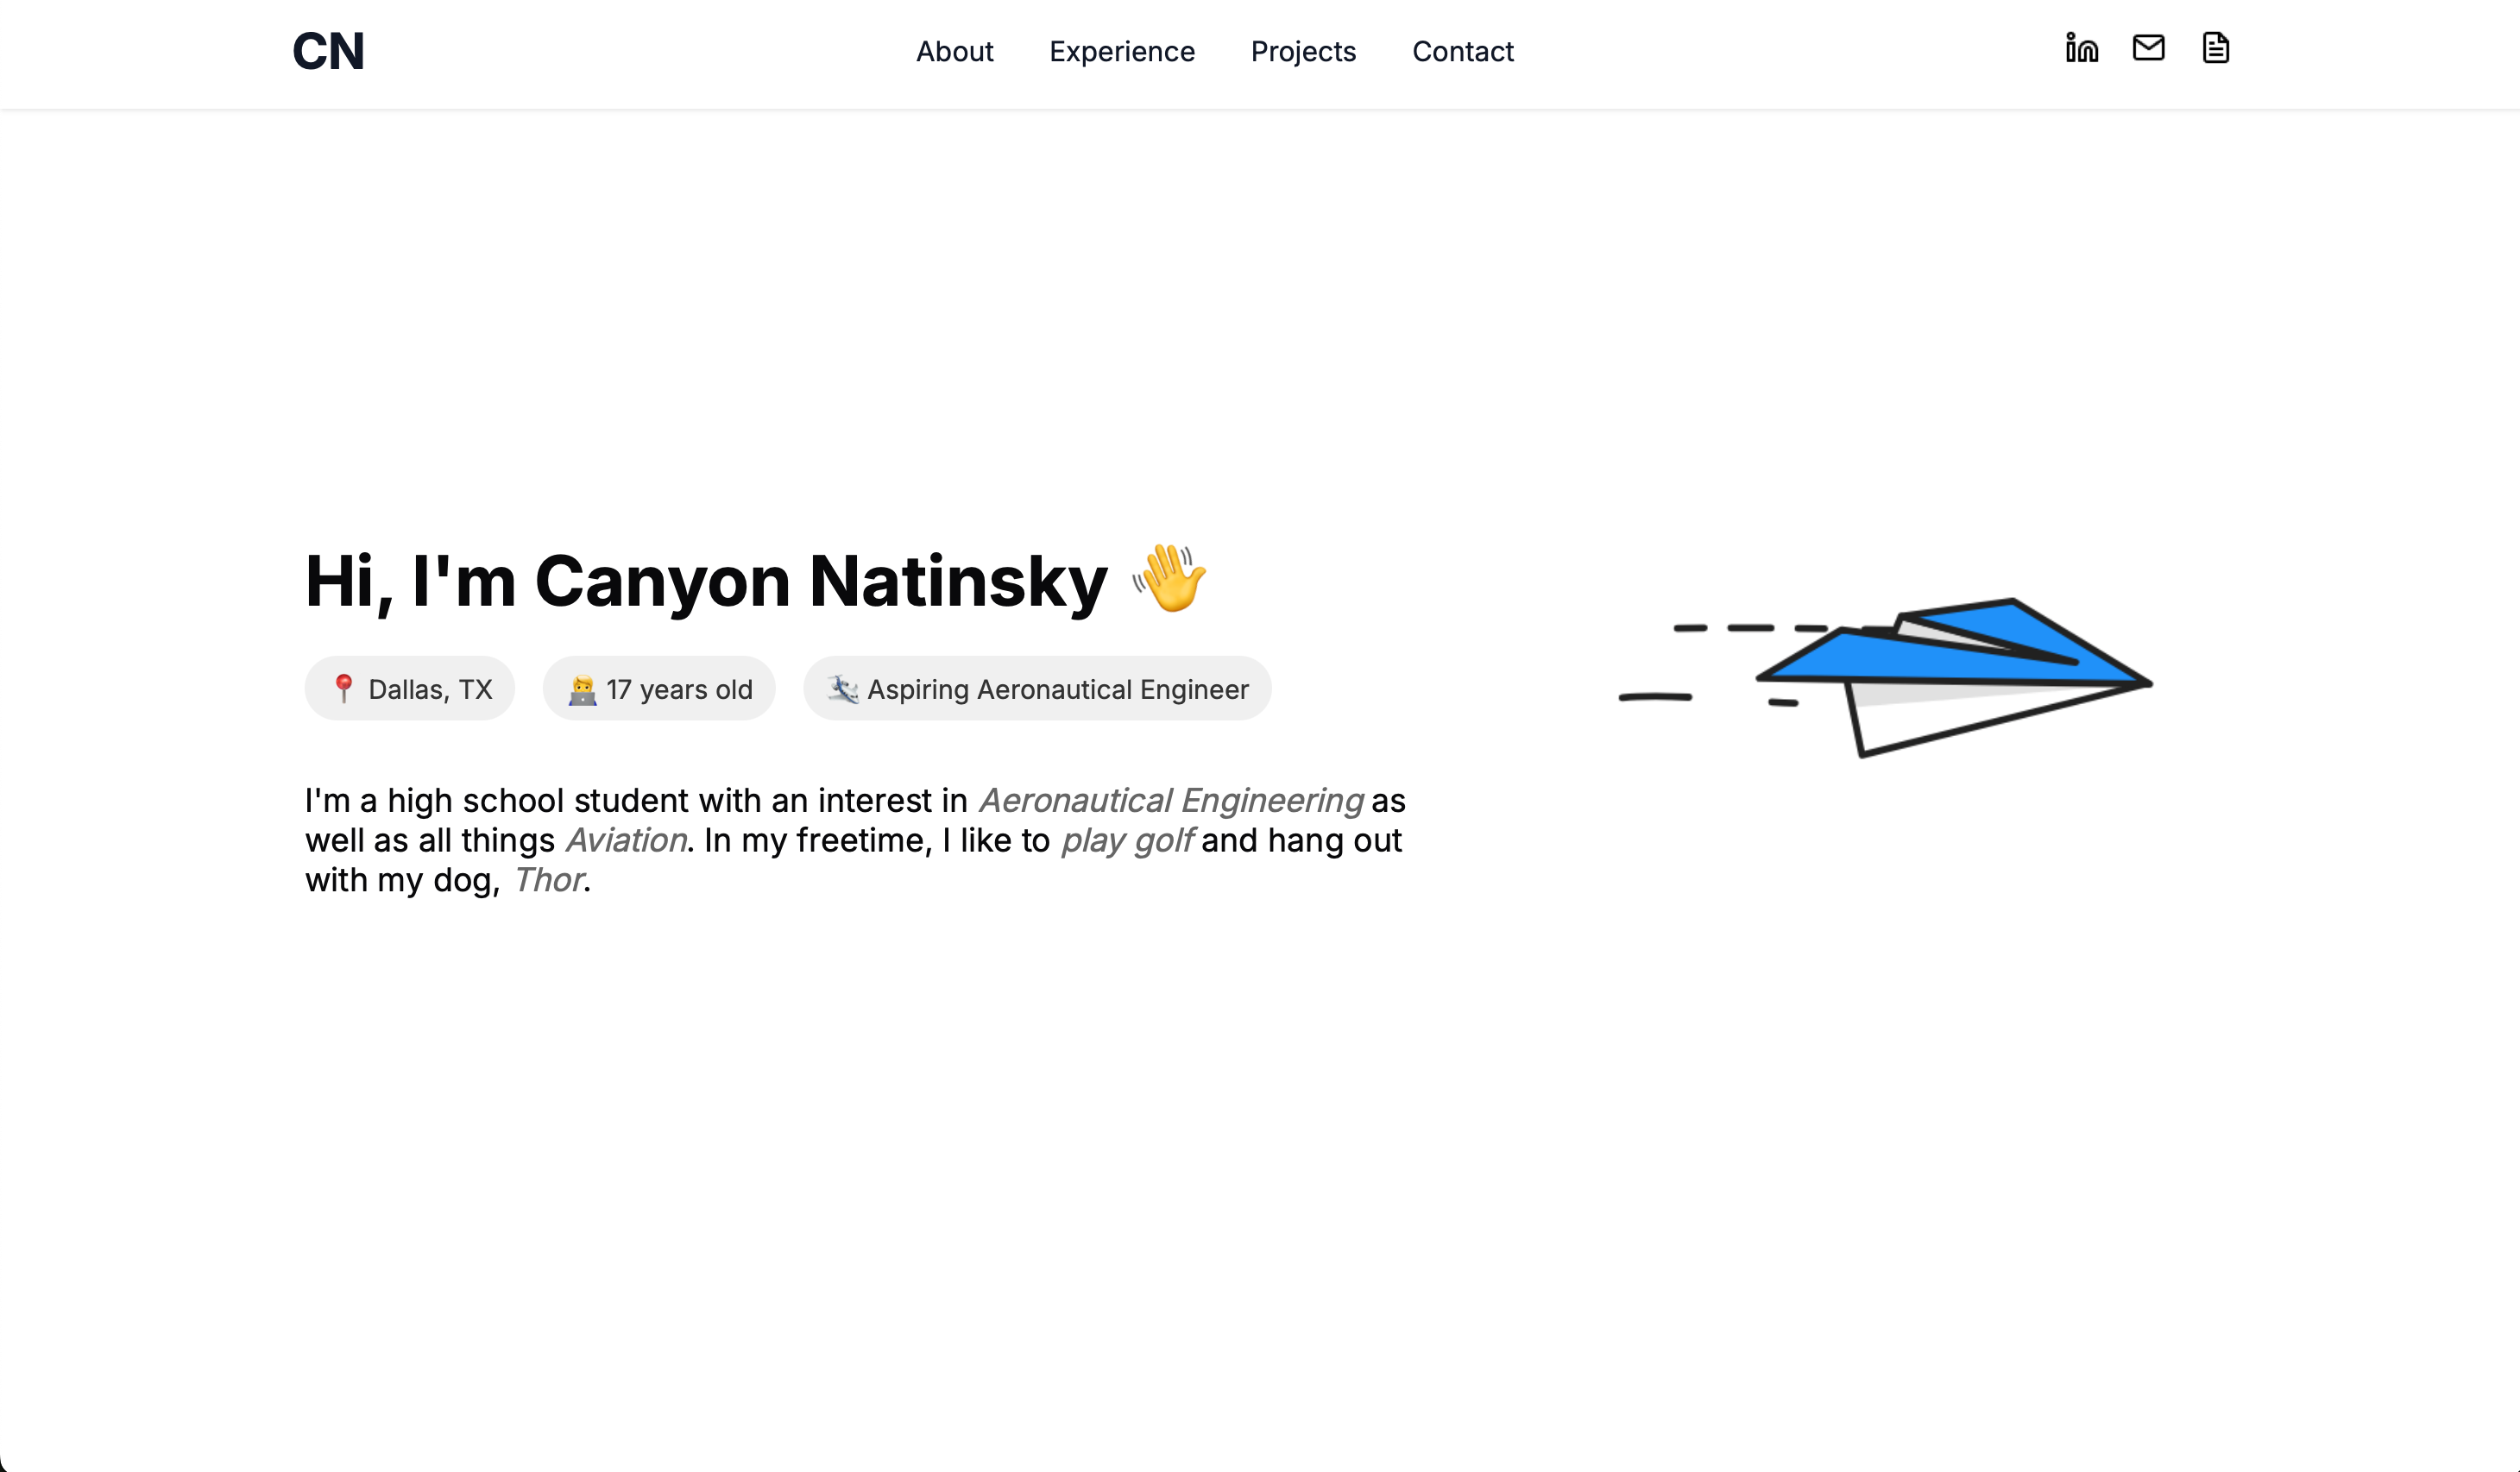 CN
About Experience Projects Contact
Hi, I'm Canyon Natinsky 👋
📍 Dallas, TX
🧑‍💻 17 years old
🛩️ Aspiring Aeronautical Engineer
I'm a high school student with an interest in Aeronautical Engineering as
well as all things Aviation. In my freetime, I like to play golf and hang out
with my dog, Thor.